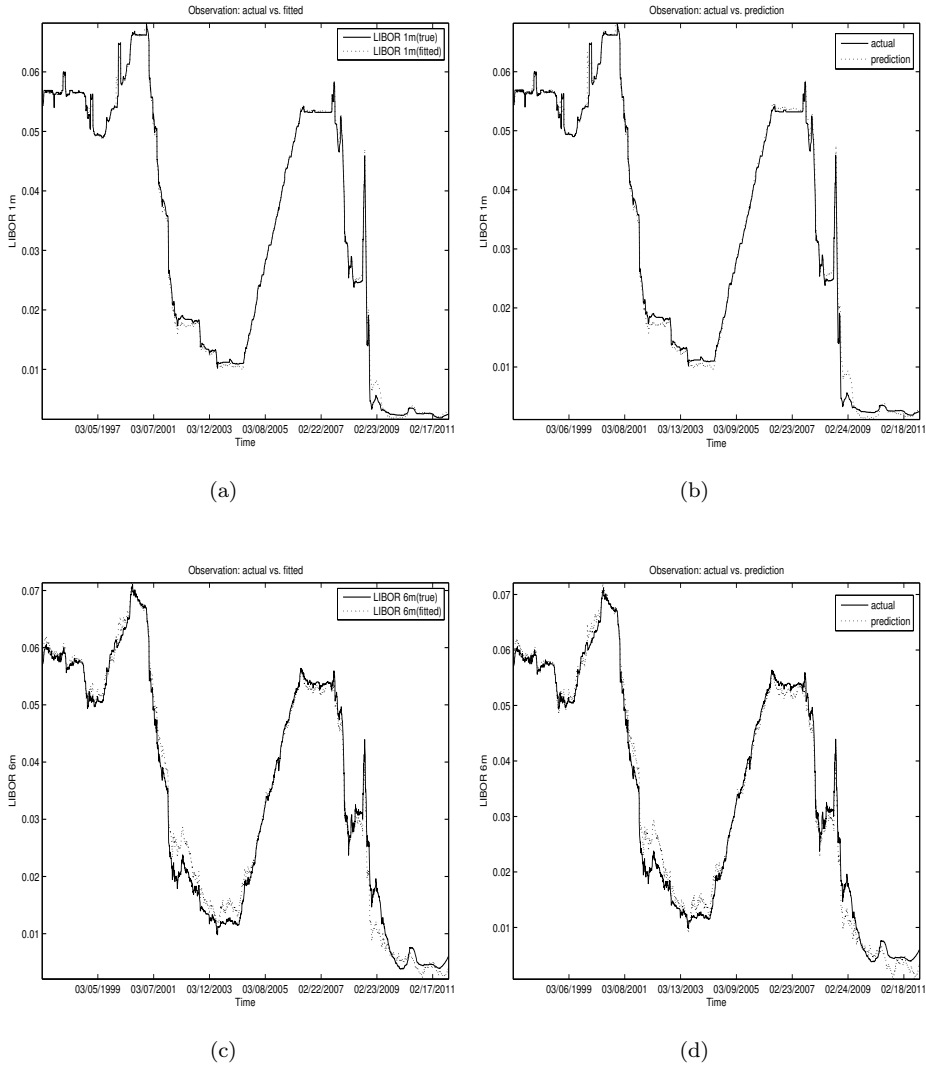 Observation: actual vs. fitted
LIBOR 1m(true)
LIBOR 1m(fitted)
0.06
0.05
0.04
0.03
0.02
0.01
LIBOR 1m
03/05/1997 03/07/2001 03/12/2003 03/08/2005 02/22/2007 02/23/2009 02/17/2011
Time
(a)
Observation: actual vs. prediction
actual
prediction
0.06
0.05
0.04
0.03
0.02
0.01
LIBOR 1m
03/06/1999 03/08/2001 03/13/2003 03/09/2005 02/23/2007 02/24/2009 02/18/2011
Time
(b)
Observation: actual vs. fitted
LIBOR 6m(true)
LIBOR 6m(fitted)
0.07
0.06
0.05
0.04
0.03
0.02
0.01
LIBOR 6m
03/05/1999 03/07/2001 03/12/2003 03/08/2005 02/22/2007 02/23/2009 02/17/2011
Time
(c)
Observation: actual vs. prediction
actual
prediction
0.07
0.06
0.05
0.04
0.03
0.02
0.01
LIBOR 6m
03/06/1999 03/08/2001 03/13/2003 03/09/2005 02/23/2007 02/24/2009 02/18/2011
Time
(d)